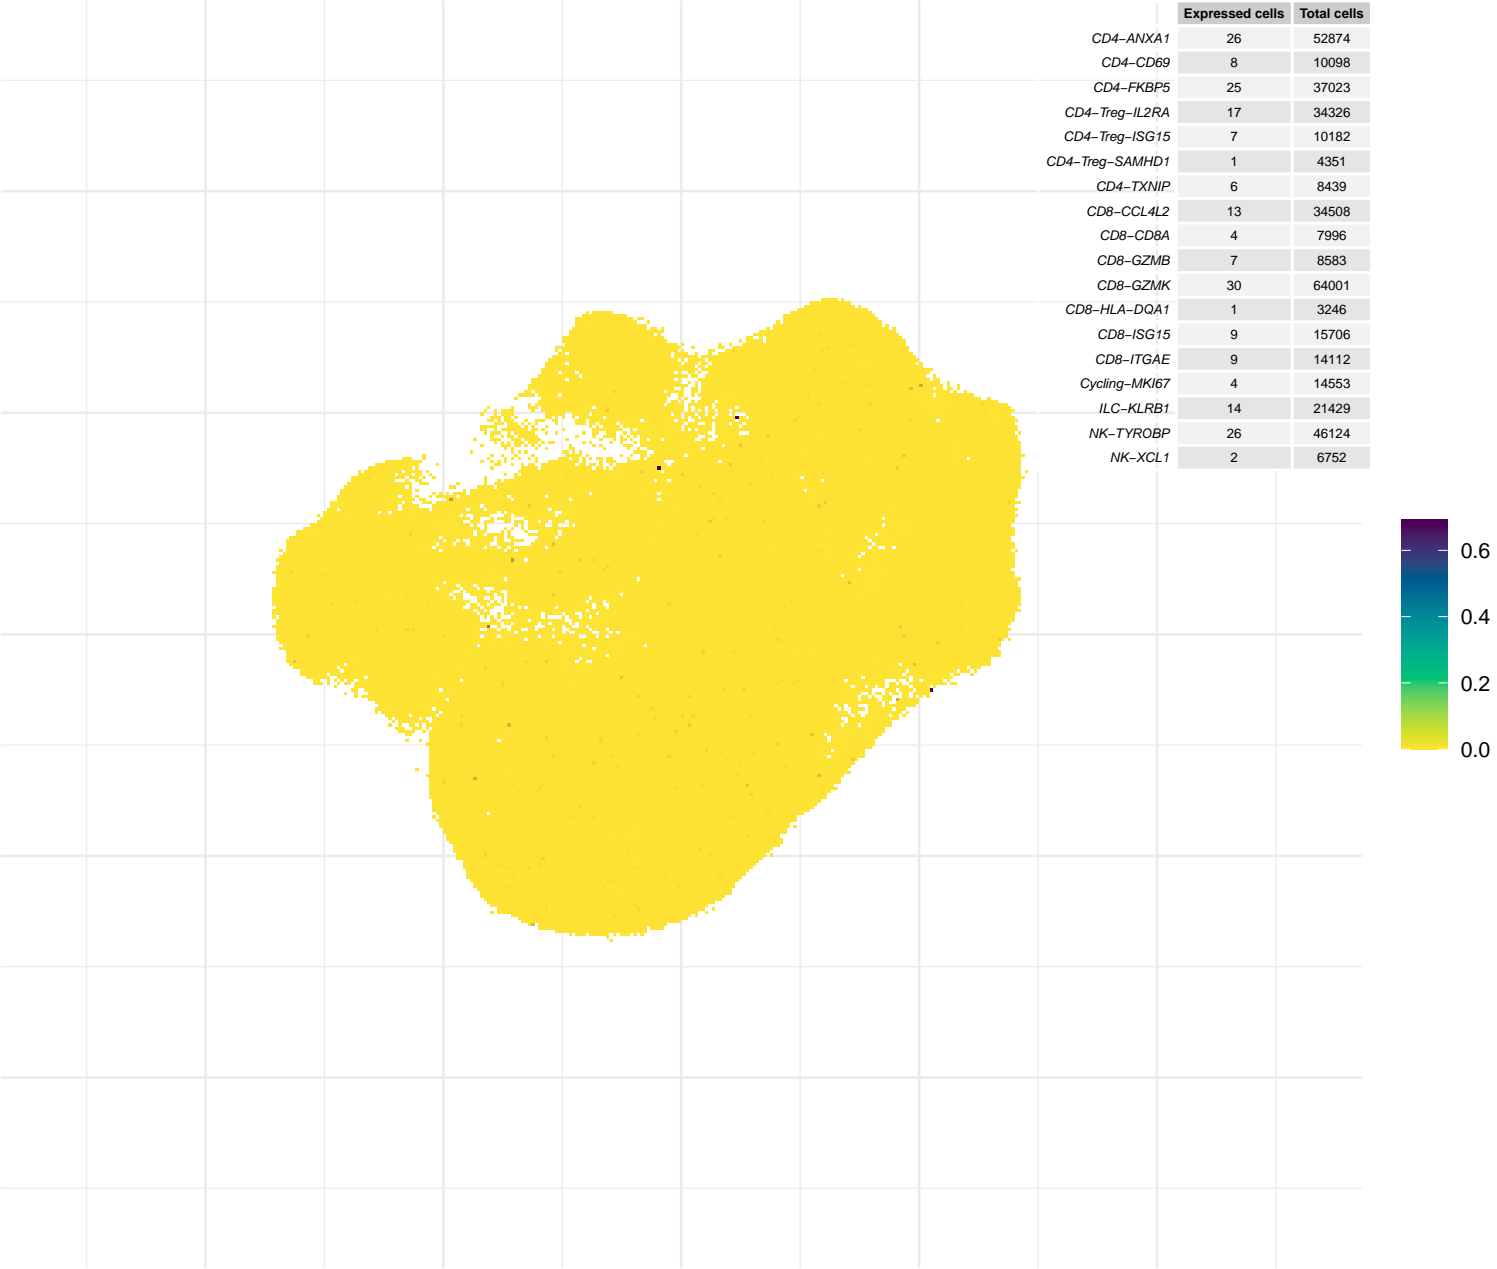 Expressed cells Total cells
CD4−ANXA1 26 52874
CD4−CD69 8 10098
CD4−FKBP5 25 37023
CD4−Treg−IL2RA 17 34326
CD4−Treg−ISG15 7 10182
CD4−Treg−SAMHD1 1 4351
CD4−TXNIP 6 8439
CD8−CCL4L2 13 34508
CD8−CD8A 4 7996
CD8−GZMB 7 8583
CD8−GZMK 30 64001
CD8−HLA−DQA1 1 3246
CD8−ISG15 9 15706
CD8−ITGAE 9 14112
Cycling−MKI67 4 14553
ILC−KLRB1 14 21429
NK−TYROBP 26 46124
NK−XCL1 2 6752
0.6
0.4
0.2
0.0